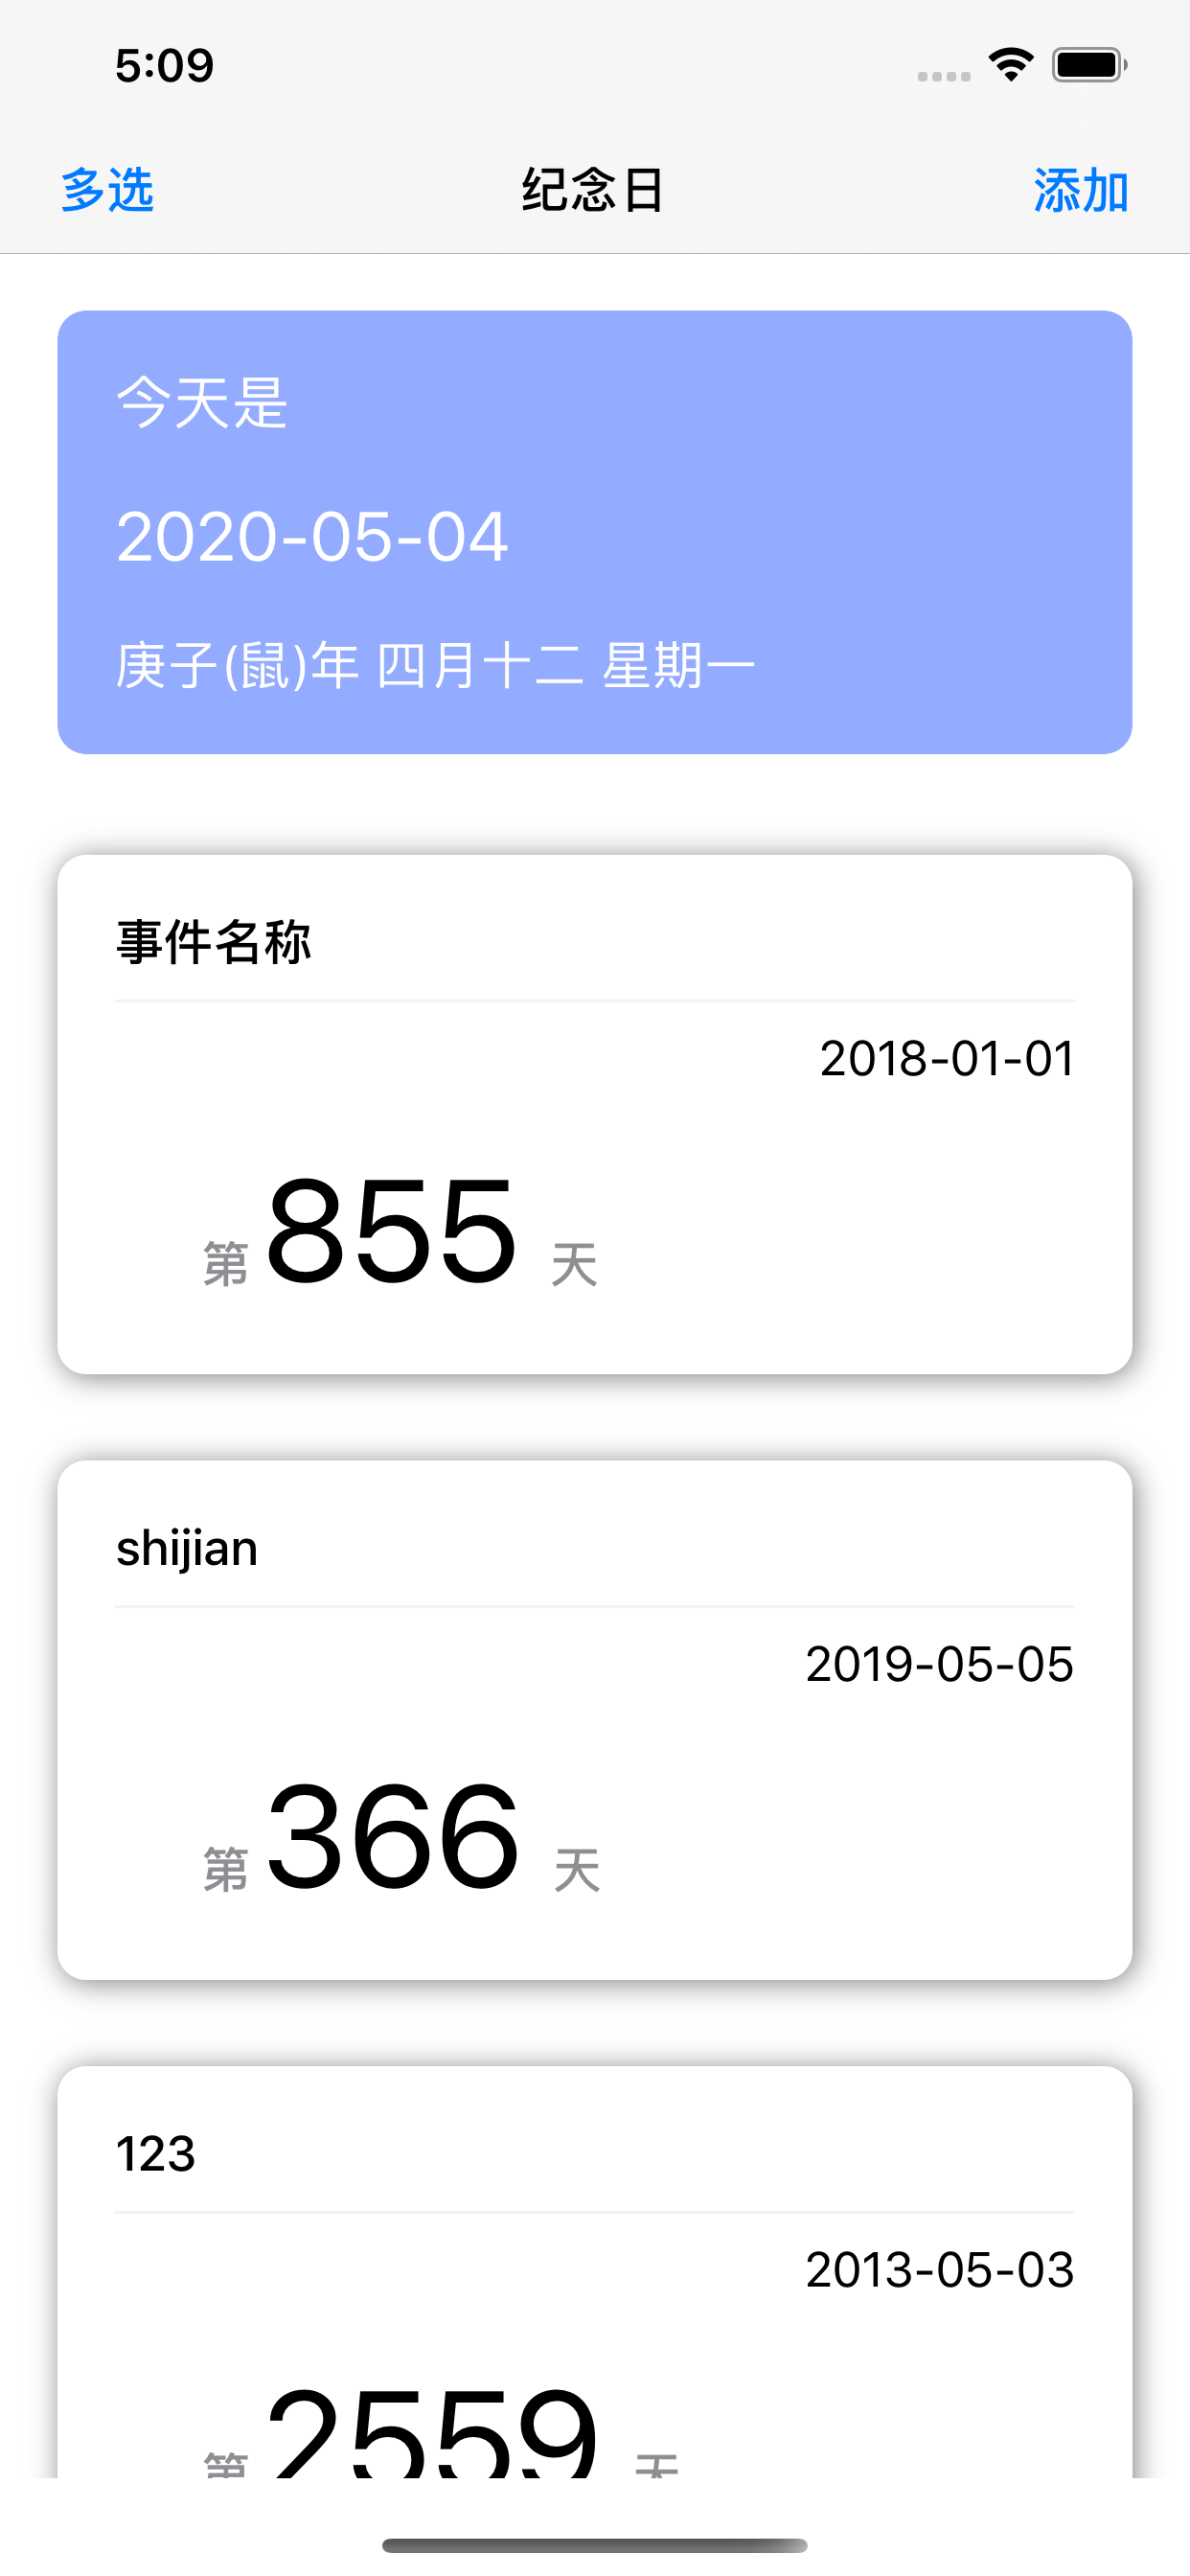 5:09
多选 纪念日 添加
今天是
2020-05-04
庚子(鼠)年 四月十二 星期一
事件名称
2018-01-01
第 855 天
shijian
2019-05-05
第 366 天
123
2013-05-03
第 2559 天